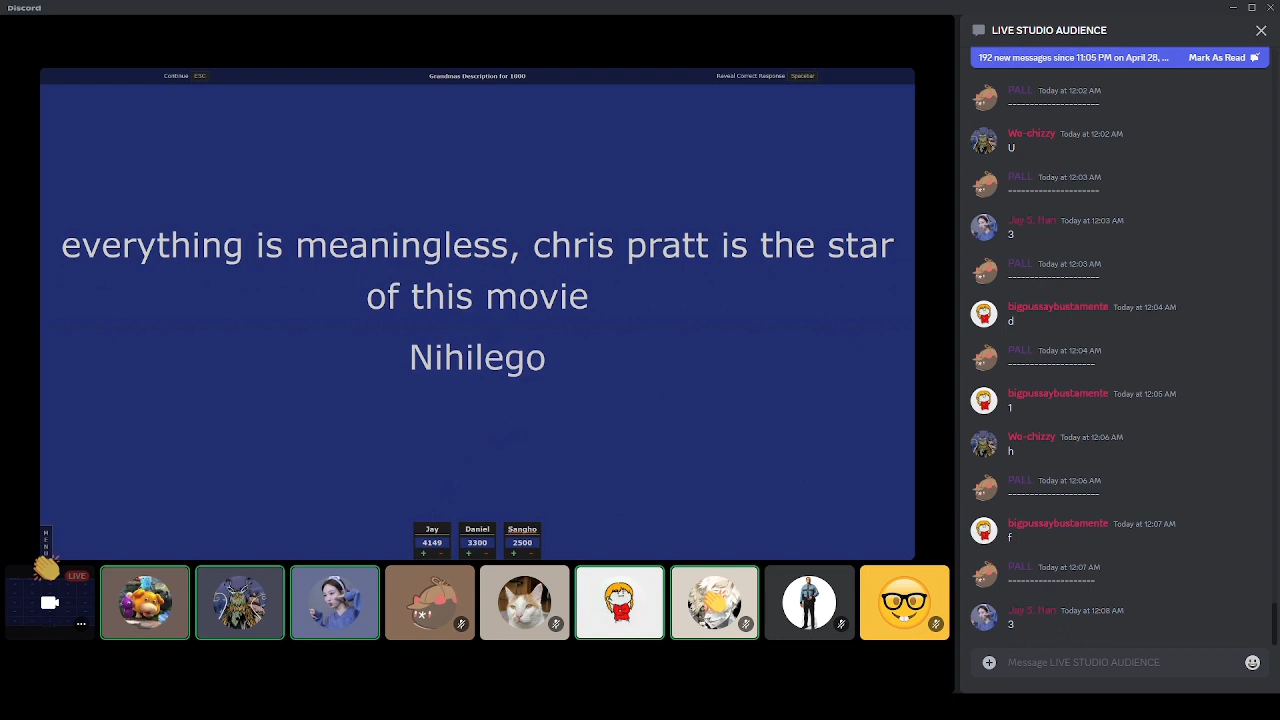 Discord
LIVE STUDIO AUDIENCE
192 new messages since 11:05 PM on April 28, ... Mark As Read
Continue ESC
Grandmas Description for 1000
Reveal Correct Response Spacebar
everything is meaningless, chris pratt is the star
of this movie
Nihilego
MENU
Jay Daniel Sangho
4149 3300 2500
+ - + - + -
LIVE
PALL Today at 12:02 AM
---------------------
Wo-chizzy Today at 12:02 AM
U
PALL Today at 12:03 AM
---------------------
Jay S. Han Today at 12:03 AM
3
PALL Today at 12:03 AM
---------------------
bigpussaybustamente Today at 12:04 AM
d
PALL Today at 12:04 AM
--------------------
bigpussaybustamente Today at 12:05 AM
1
Wo-chizzy Today at 12:06 AM
h
PALL Today at 12:06 AM
---------------------
bigpussaybustamente Today at 12:07 AM
f
PALL Today at 12:07 AM
--------------------
Jay S. Han Today at 12:08 AM
3
Message LIVE STUDIO AUDIENCE